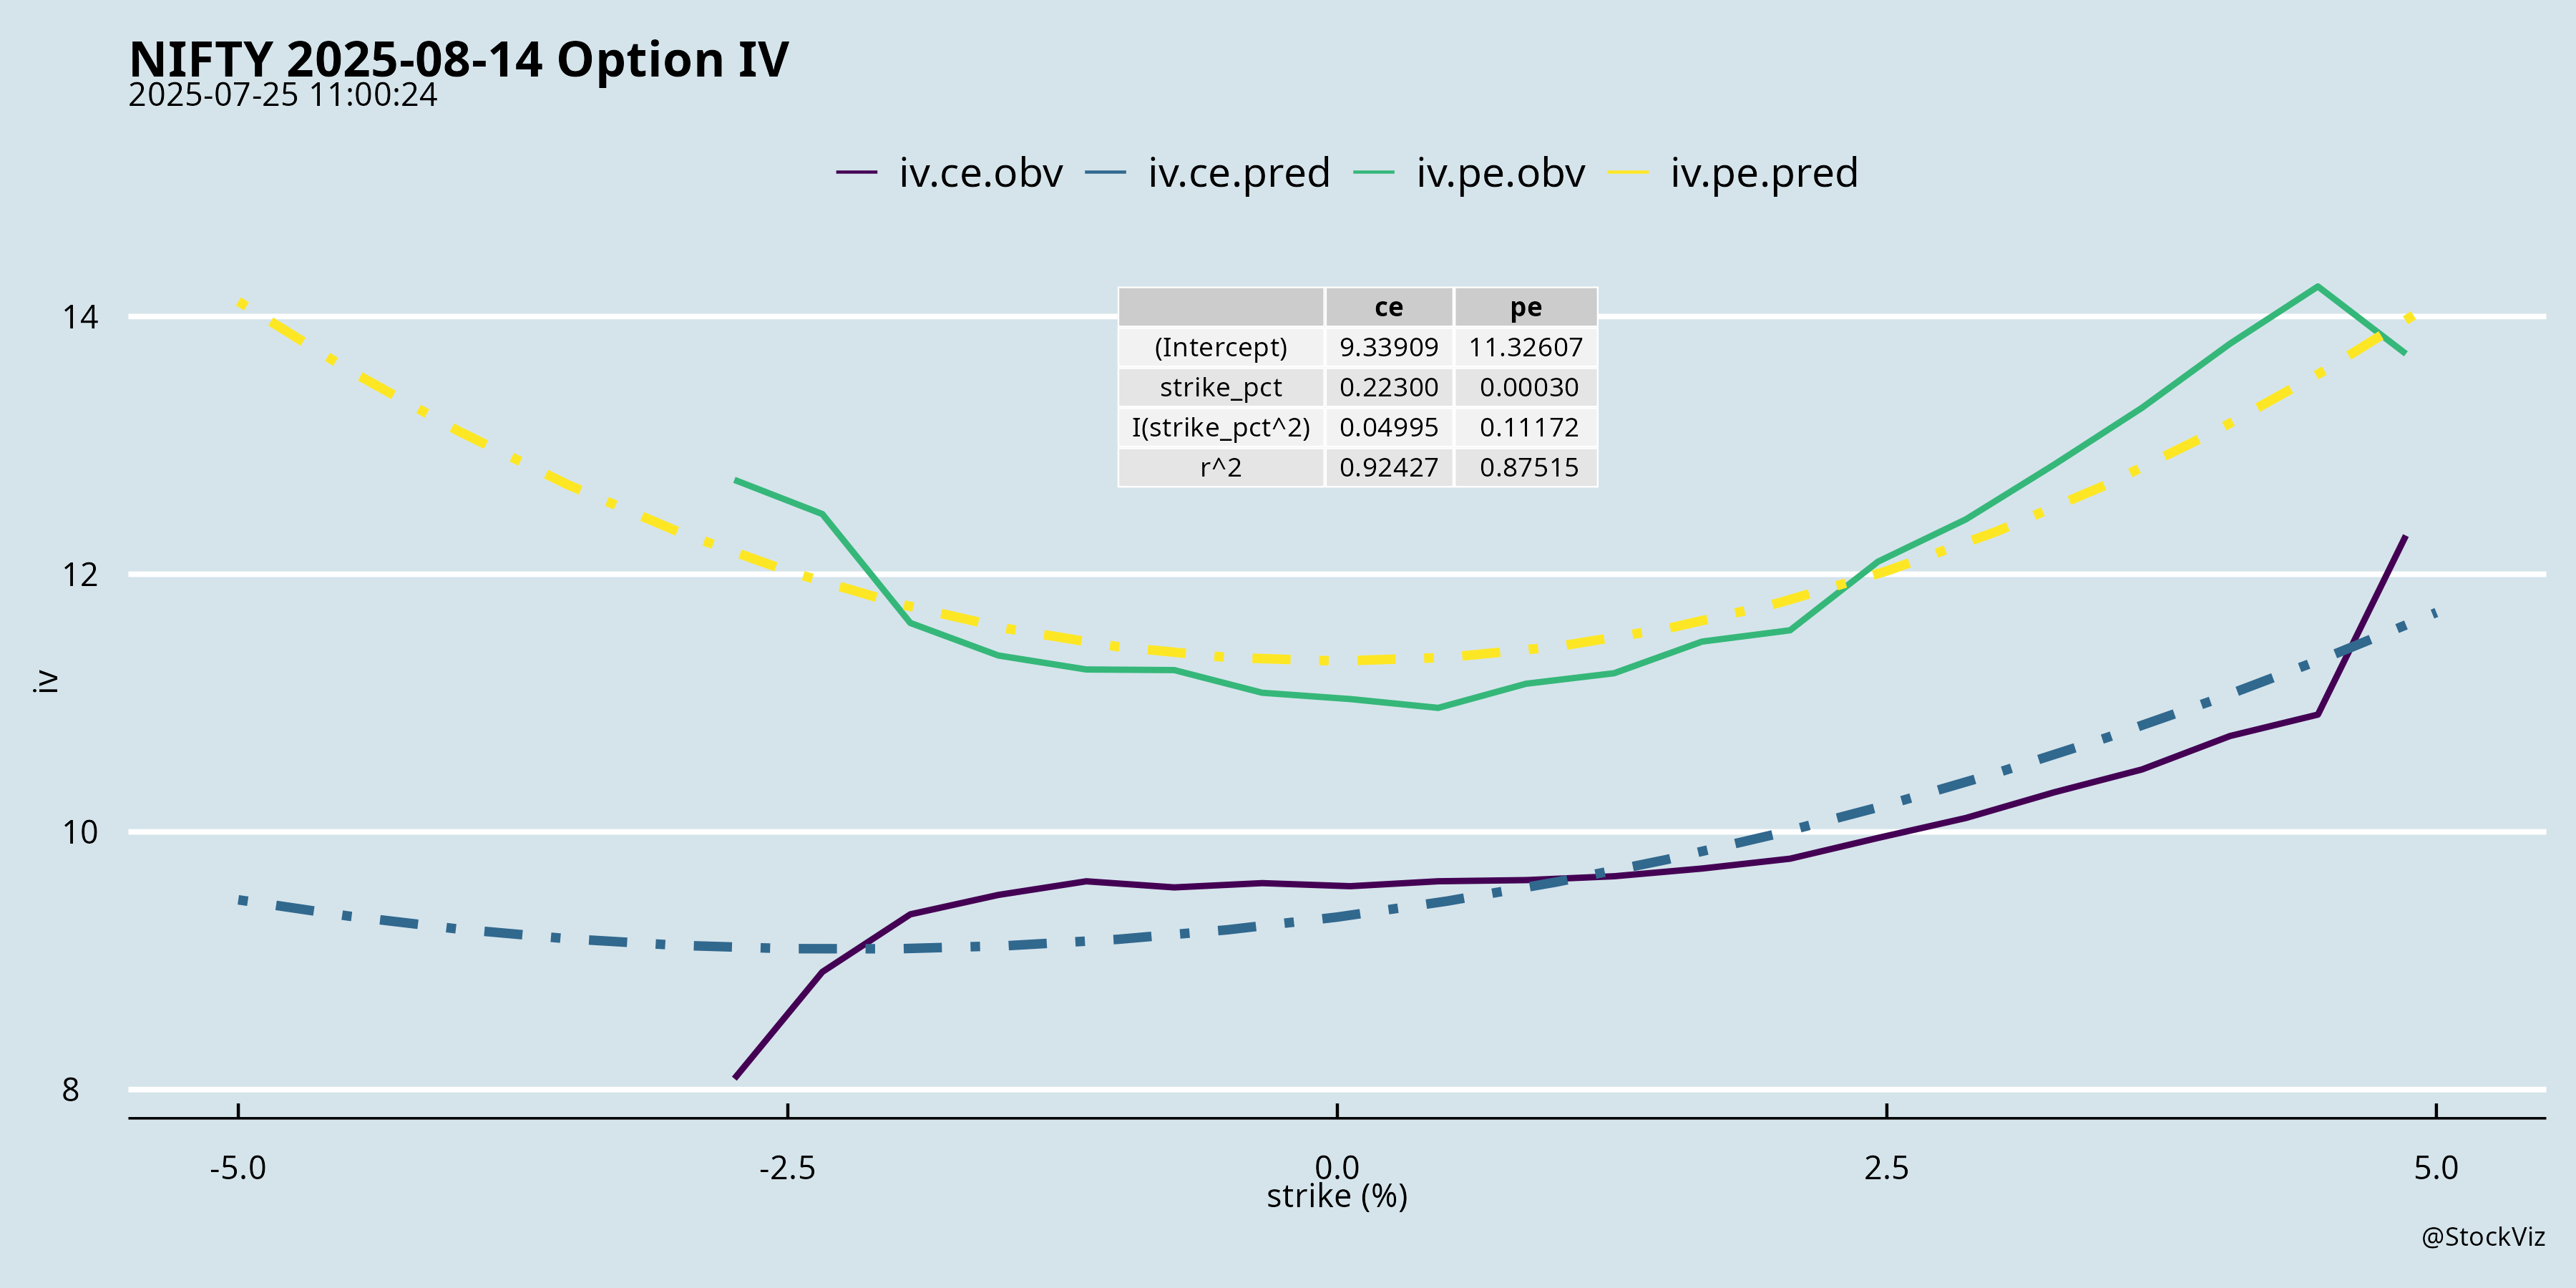 NIFTY 2025-08-14 Option IV
2025-07-25 11:00:24
iv.ce.obv iv.ce.pred iv.pe.obv iv.pe.pred
ce pe
(Intercept) 9.33909 11.32607
strike_pct 0.22300 0.00030
I(strike_pct^2) 0.04995 0.11172
r^2 0.92427 0.87515
14
12
iv
10
8
-5.0 -2.5 0.0 2.5 5.0
strike (%)
@StockViz